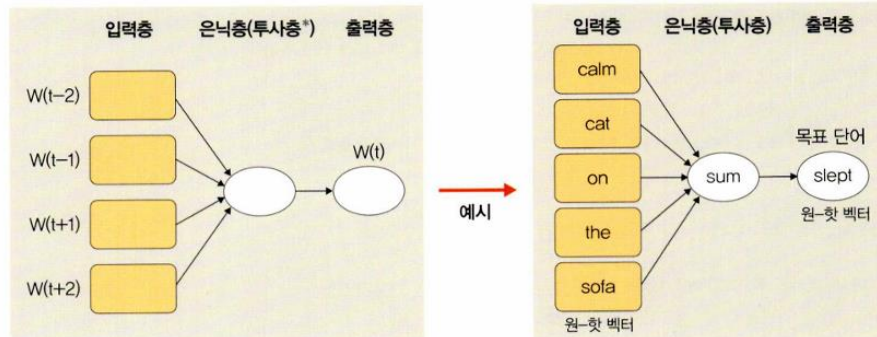 입력층 은닉층(투사층*) 출력층
W(t-2)
W(t-1)
W(t)
W(t+1)
W(t+2)
예시
입력층 은닉층(투사층) 출력층
calm
cat
목표 단어
on sum slept
원-핫 벡터
the
sofa
원-핫 벡터